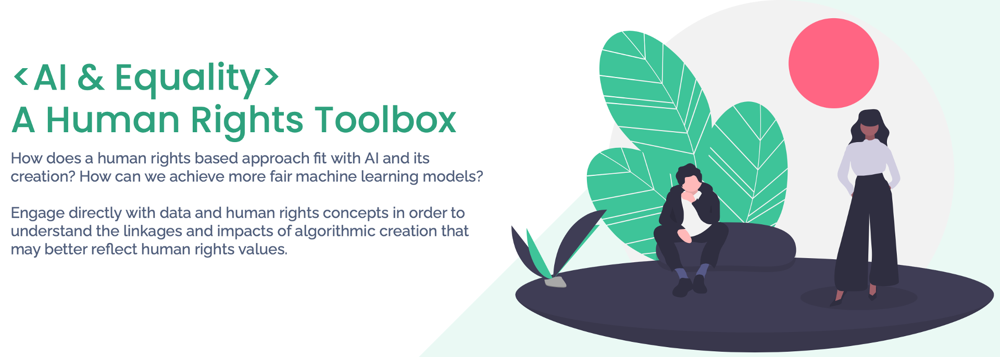 <AI & Equality>
A Human Rights Toolbox
How does a human rights based approach fit with AI and its
creation? How can we achieve more fair machine learning models?
Engage directly with data and human rights concepts in order to
understand the linkages and impacts of algorithmic creation that
may better reflect human rights values.